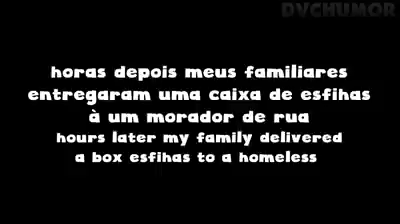 DVCHUMOR
horas depois meus familiares
entregaram uma caixa de esfihas
à um morador de rua
hours later my family delivered
a box esfihas to a homeless